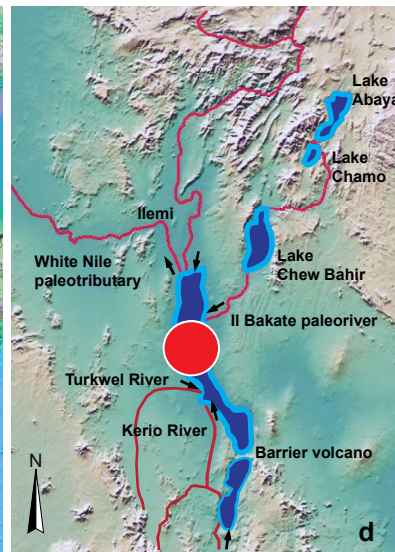 Lake
Abaya
Lake
Chamo
Ilemi
White Nile
paleotributary
Lake
Chew Bahir
Il Bakate paleoriver
Turkwel River
Kerio River
Barrier volcano
N
d